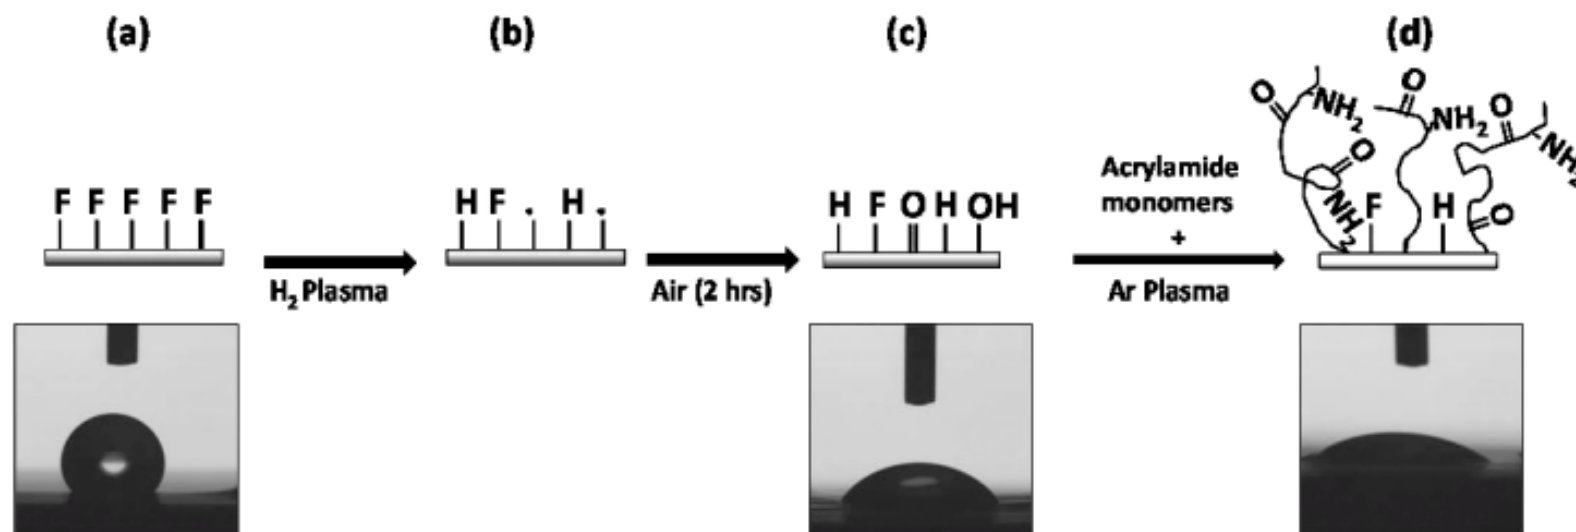 (a)
(b)
(c)
(d)
F F F F F
H₂ Plasma
H F . H .
Air (2 hrs)
H F O H OH
Acrylamide
monomers
+
Ar Plasma
O
NH₂
O
NH₂
O
NH₂
O
NH₂
F
H
O